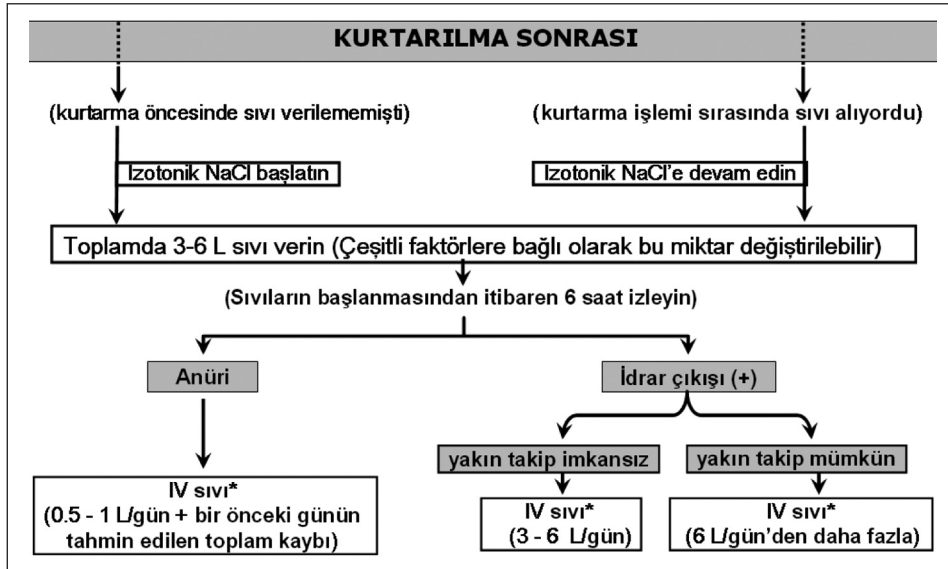 KURTARILMA SONRASI
(kurtarma öncesinde sıvı verilememişti)
(kurtarma işlemi sırasında sıvı alıyordu)
Izotonik NaCl başlatın
Izotonik NaCl'e devam edin
Toplamda 3-6 L sıvı verin (Çeşitli faktörlere bağlı olarak bu miktar değiştirilebilir)
(Sıvıların başlanmasından itibaren 6 saat izleyin)
Anüri
İdrar çıkışı (+)
yakın takip imkansız
yakın takip mümkün
IV sıvı*
(0.5 - 1 L/gün + bir önceki günün
tahmin edilen toplam kaybı)
IV sıvı*
(3 - 6 L/gün)
IV sıvı*
(6 L/gün'den daha fazla)